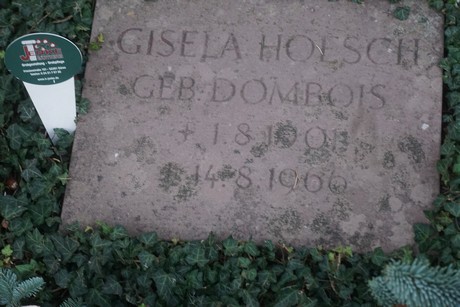 GISELA HOESCH
GEB DOMBOIS
* 1.8.1901
† 14.8.1966